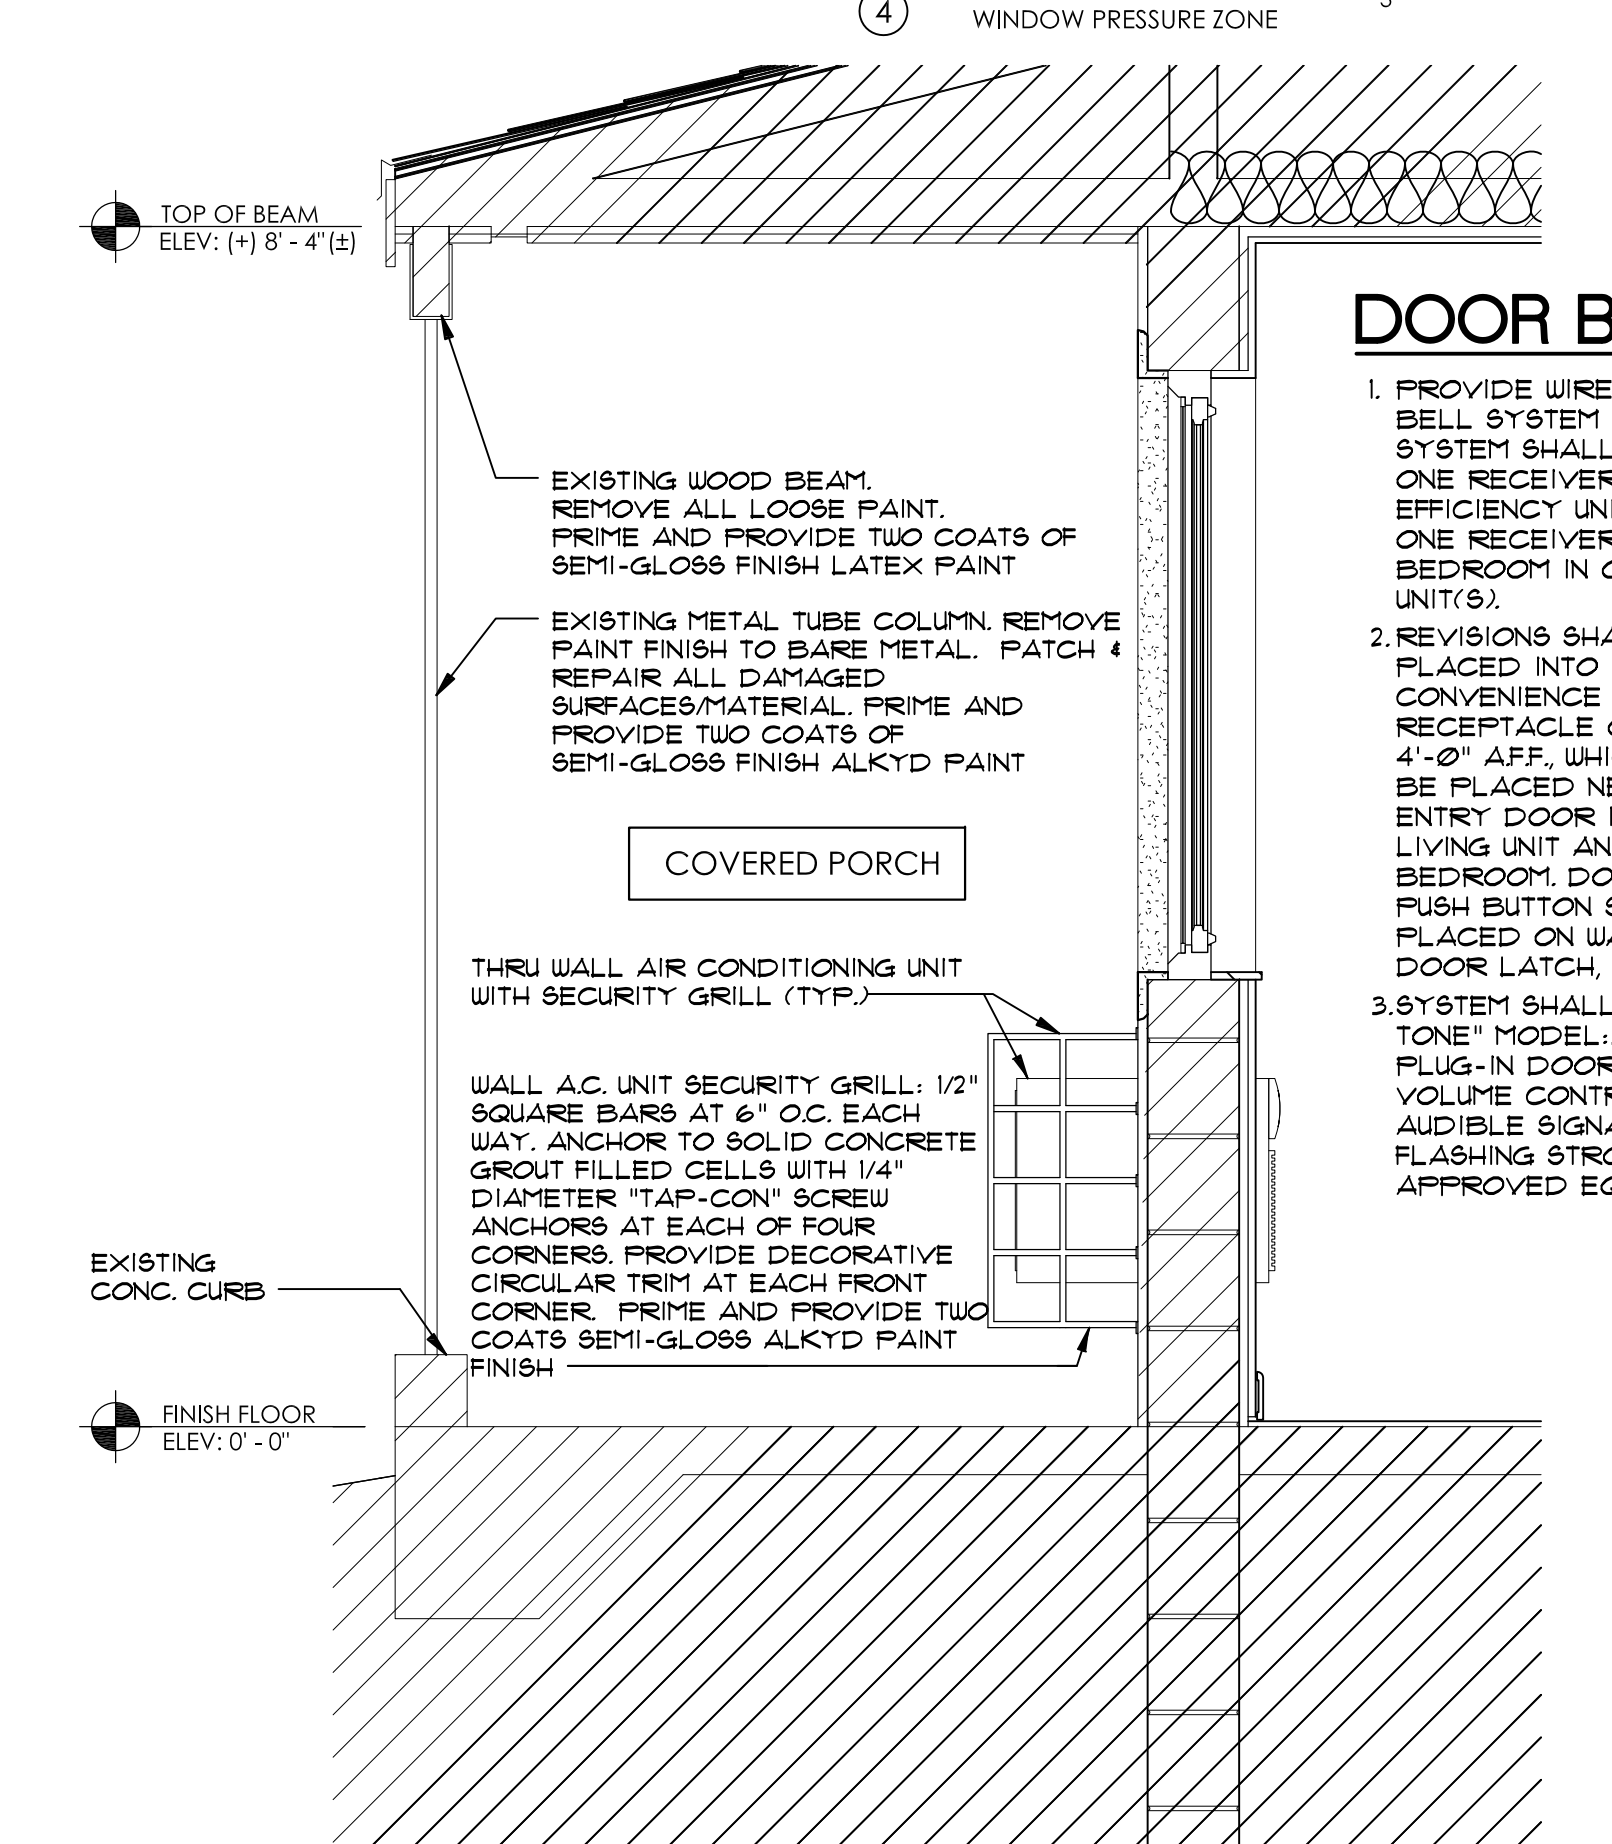 4
WINDOW PRESSURE ZONE
TOP OF BEAM
ELEV: (+) 8' - 4"(±)
EXISTING WOOD BEAM.
REMOVE ALL LOOSE PAINT.
PRIME AND PROVIDE TWO COATS OF
SEMI-GLOSS FINISH LATEX PAINT
EXISTING METAL TUBE COLUMN. REMOVE
PAINT FINISH TO BARE METAL. PATCH &
REPAIR ALL DAMAGED
SURFACES/MATERIAL. PRIME AND
PROVIDE TWO COATS OF
SEMI-GLOSS FINISH ALKYD PAINT
COVERED PORCH
THRU WALL AIR CONDITIONING UNIT
WITH SECURITY GRILL (TYP.)
WALL A.C. UNIT SECURITY GRILL: 1/2"
SQUARE BARS AT 6" O.C. EACH
WAY. ANCHOR TO SOLID CONCRETE
GROUT FILLED CELLS WITH 1/4"
DIAMETER "TAP-CON" SCREW
ANCHORS AT EACH OF FOUR
CORNERS. PROVIDE DECORATIVE
CIRCULAR TRIM AT EACH FRONT
CORNER. PRIME AND PROVIDE TWO
COATS SEMI-GLOSS ALKYD PAINT
FINISH
EXISTING
CONC. CURB
FINISH FLOOR
ELEV: 0' - 0"
DOOR B
1. PROVIDE WIRE
BELL SYSTEM
SYSTEM SHALL
ONE RECEIVER
EFFICIENCY UNI
ONE RECEIVER
BEDROOM IN
UNIT(S).
2. REVISIONS SHA
PLACED INTO
CONVENIENCE
RECEPTACLE
4'-0" A.F.F., WHI
BE PLACED NE
ENTRY DOOR
LIVING UNIT AN
BEDROOM. DO
PUSH BUTTON
PLACED ON WA
DOOR LATCH,
3. SYSTEM SHALL
TONE" MODEL:
PLUG-IN DOOR
VOLUME CONTR
AUDIBLE SIGNA
FLASHING STRO
APPROVED EQ